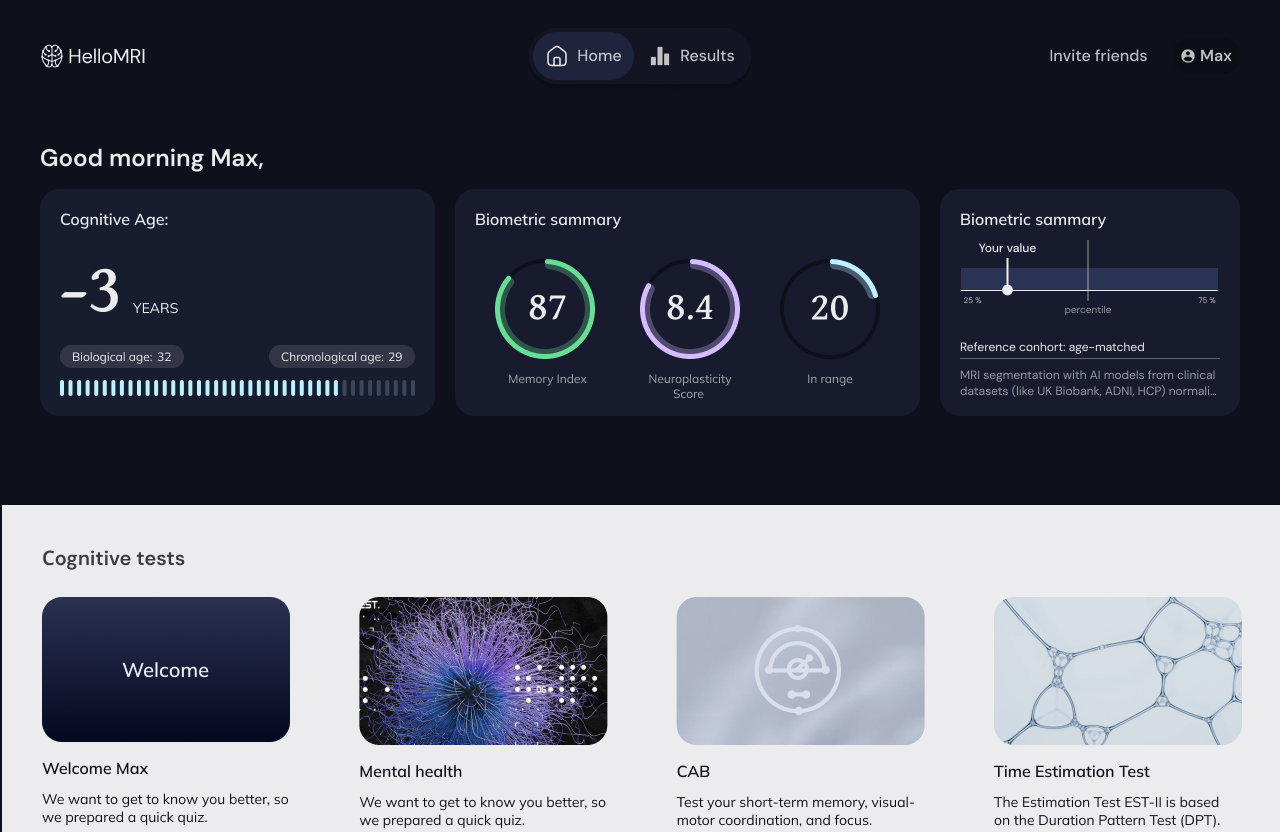 HelloMRI
Home
Results
Invite friends
Max
Good morning Max,
Cognitive Age:
-3
YEARS
Biological age: 32
Chronological age: 29
Biometric sammary
87
Memory Index
8.4
Neuroplasticity
Score
20
In range
Biometric sammary
Your value
25 %
75 %
percentile
Reference conhort: age-matched
MRI segmentation with AI models from clinical
datasets (like UK Biobank, ADNI, HCP) normali...
Cognitive tests
Welcome
Welcome Max
We want to get to know you better, so
we prepared a quick quiz.
EST.
06
Mental health
We want to get to know you better, so
we prepared a quick quiz.
CAB
Test your short-term memory, visual-
motor coordination, and focus.
Time Estimation Test
The Estimation Test EST-II is based
on the Duration Pattern Test (DPT).